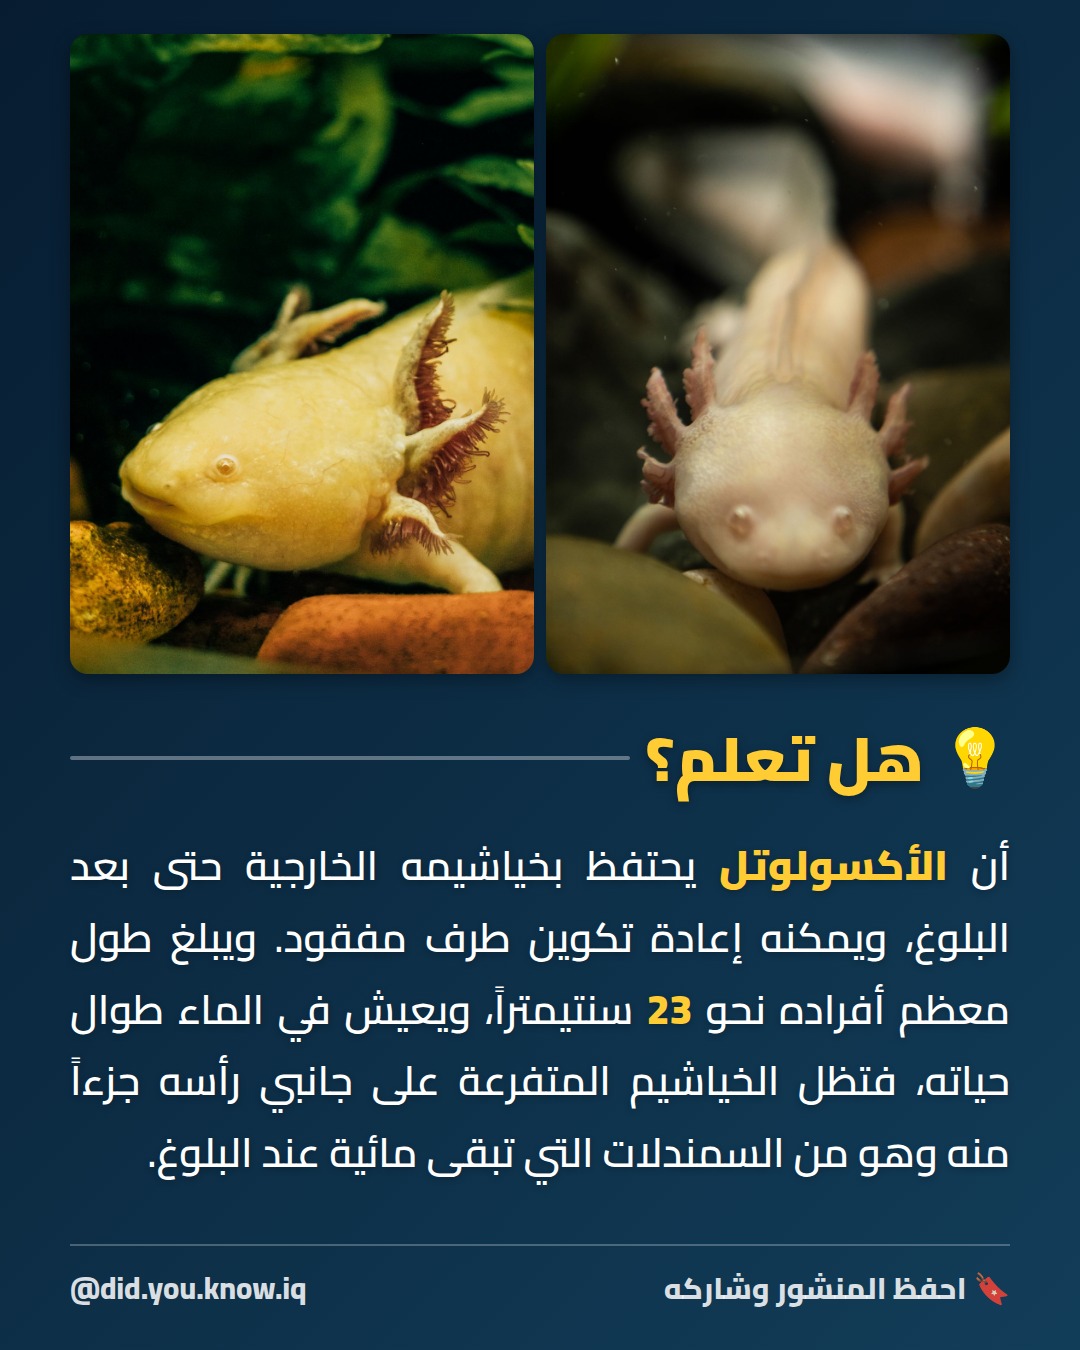 💡 هل تعلم؟
أن الأكسولوتل يحتفظ بخياشيمه الخارجية حتى بعد
البلوغ، ويمكنه إعادة تكوين طرف مفقود. ويبلغ طول
معظم أفراده نحو 23 سنتيمتراً، ويعيش في الماء طوال
حياته، فتظل الخياشيم المتفرعة على جانبي رأسه جزءاً
منه وهو من السمندلات التي تبقى مائية عند البلوغ.
🔖 احفظ المنشور وشاركه
@did.you.know.iq